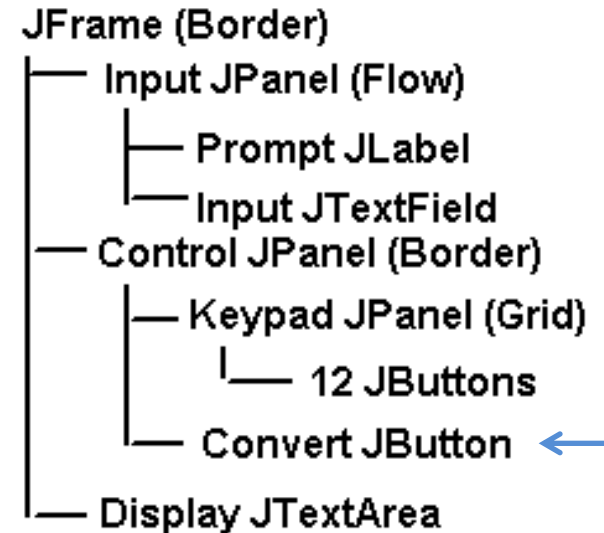 JFrame (Border)
Input JPanel (Flow)
Prompt JLabel
Input JTextField
Control JPanel (Border)
Keypad JPanel (Grid)
12 JButtons
Convert JButton
Display JTextArea